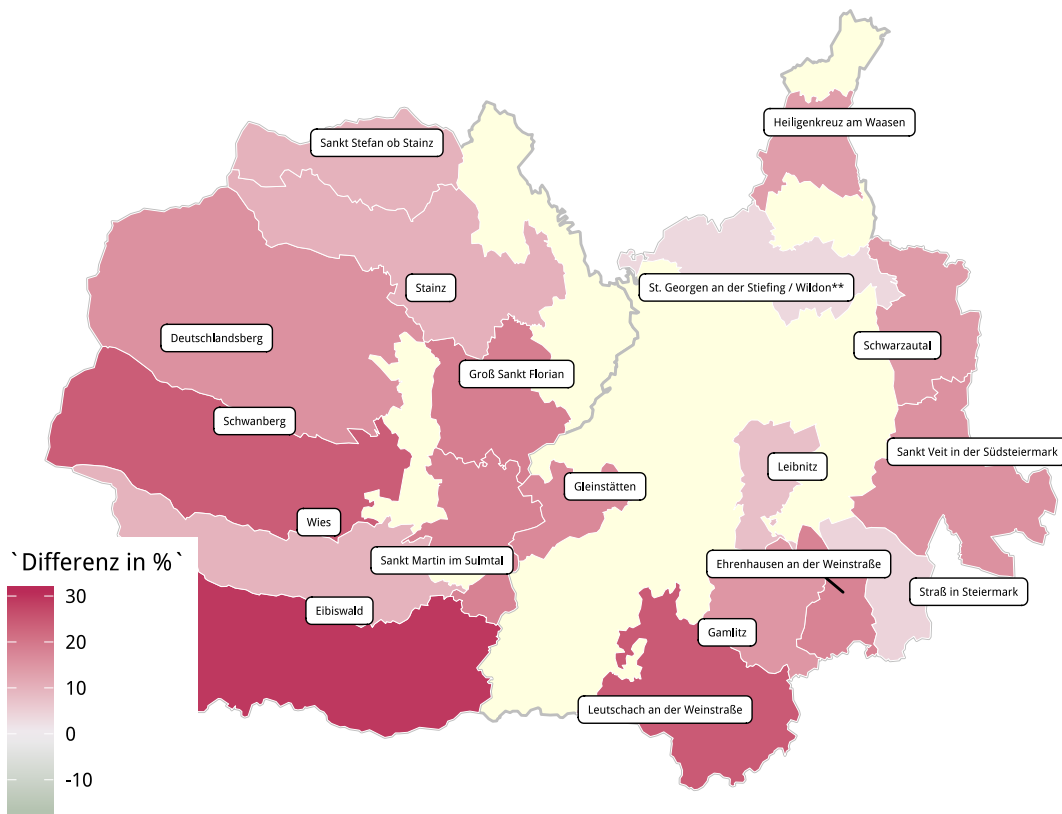 Heiligenkreuz am Waasen
Sankt Stefan ob Stainz
Stainz
St. Georgen an der Stiefing / Wildon**
Deutschlandsberg
Schwarzautal
Groß Sankt Florian
Schwanberg
Sankt Veit in der Südsteiermark
Leibnitz
Gleinstätten
Wies
Sankt Martin im Sulmtal
Ehrenhausen an der Weinstraße
`Differenz in %`
Straß in Steiermark
Eibiswald
Gamlitz
Leutschach an der Weinstraße
30
20
10
0
-10